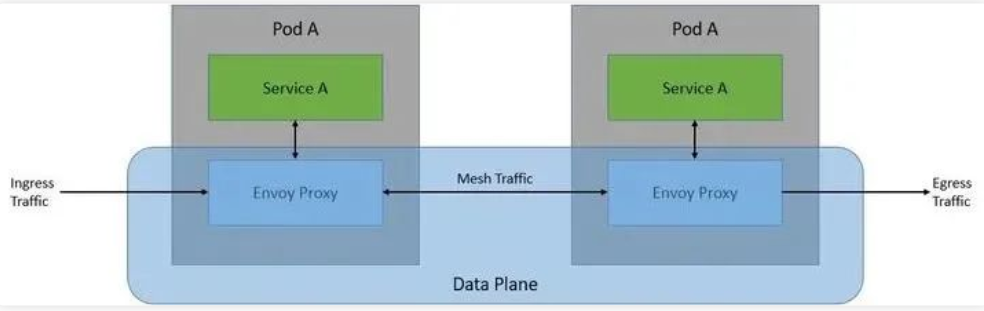 Pod A
Pod A
Service A
Service A
Ingress
Traffic
Envoy Proxy
Mesh Traffic
Envoy Proxy
Egress
Traffic
Data Plane